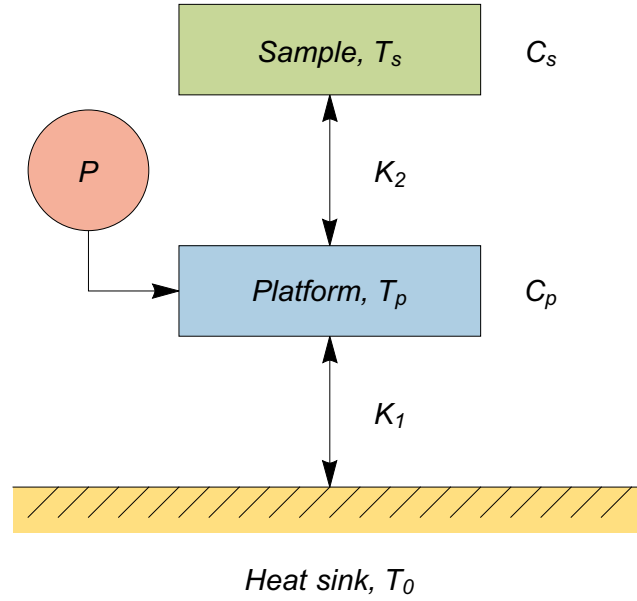 Sample, Tₛ
Cₛ
P
K₂
Platform, Tₚ
Cₚ
K₁
Heat sink, T₀